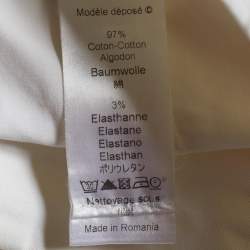 Modèle déposé ©
97%
Coton-Cotton
Algodon
Baumwolle
綿
3%
Elasthanne
Elastane
Elastano
Elasthan
ポリウレタン
Nettoyage sous
Made in Romania